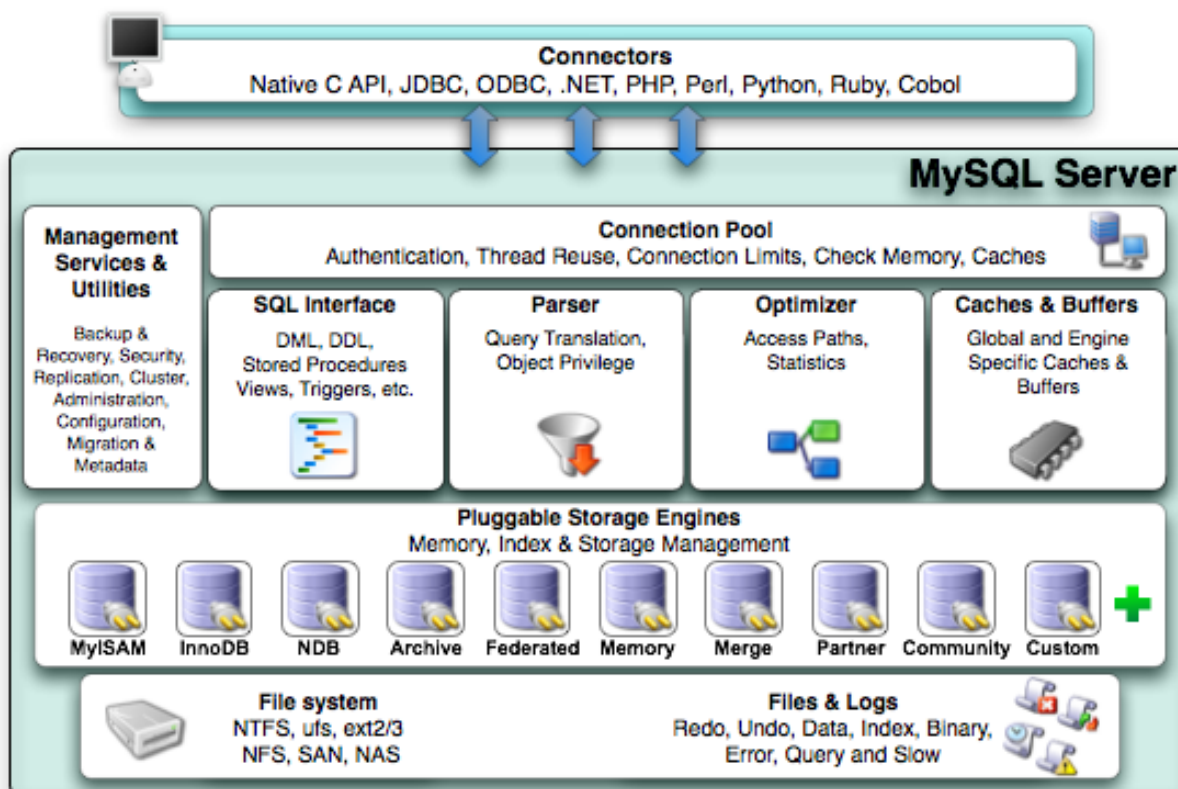 Connectors
Native C API, JDBC, ODBC, .NET, PHP, Perl, Python, Ruby, Cobol
MySQL Server
Management
Services &
Utilities
Backup &
Recovery, Security,
Replication, Cluster,
Administration,
Configuration,
Migration &
Metadata
Connection Pool
Authentication, Thread Reuse, Connection Limits, Check Memory, Caches
SQL Interface
DML, DDL,
Stored Procedures
Views, Triggers, etc.
Parser
Query Translation,
Object Privilege
Optimizer
Access Paths,
Statistics
Caches & Buffers
Global and Engine
Specific Caches &
Buffers
Pluggable Storage Engines
Memory, Index & Storage Management
MyISAM
InnoDB
NDB
Archive
Federated
Memory
Merge
Partner
Community
Custom
File system
NTFS, ufs, ext2/3
NFS, SAN, NAS
Files & Logs
Redo, Undo, Data, Index, Binary,
Error, Query and Slow